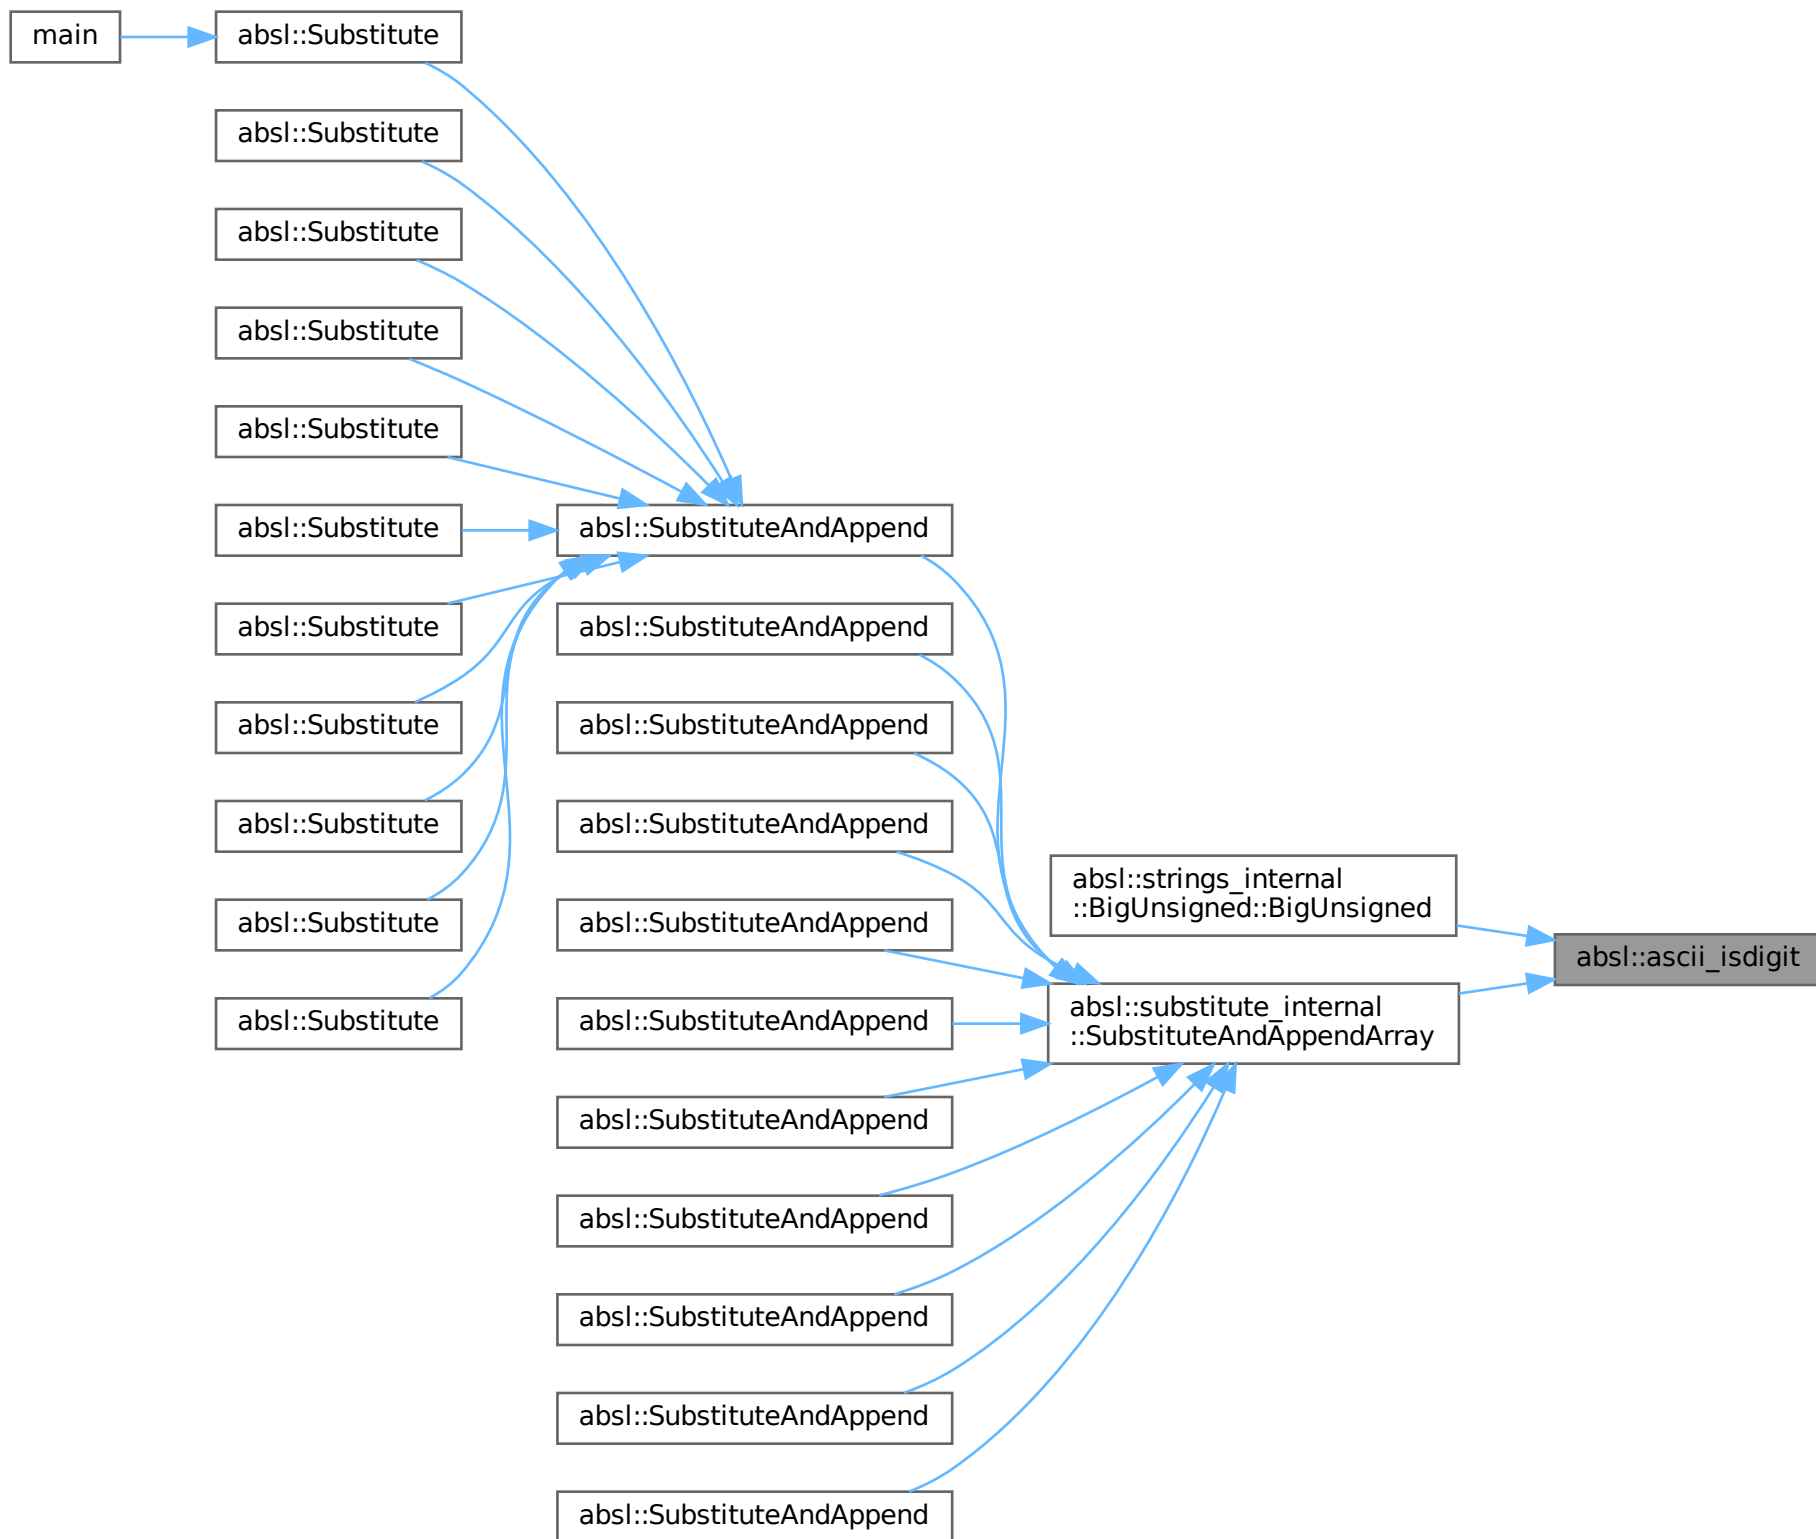 main
absl::Substitute
absl::Substitute
absl::Substitute
absl::Substitute
absl::Substitute
absl::Substitute
absl::SubstituteAndAppend
absl::Substitute
absl::SubstituteAndAppend
absl::Substitute
absl::SubstituteAndAppend
absl::Substitute
absl::SubstituteAndAppend
absl::strings_internal
::BigUnsigned::BigUnsigned
absl::Substitute
absl::SubstituteAndAppend
absl::ascii_isdigit
absl::Substitute
absl::SubstituteAndAppend
absl::substitute_internal
::SubstituteAndAppendArray
absl::SubstituteAndAppend
absl::SubstituteAndAppend
absl::SubstituteAndAppend
absl::SubstituteAndAppend
absl::SubstituteAndAppend